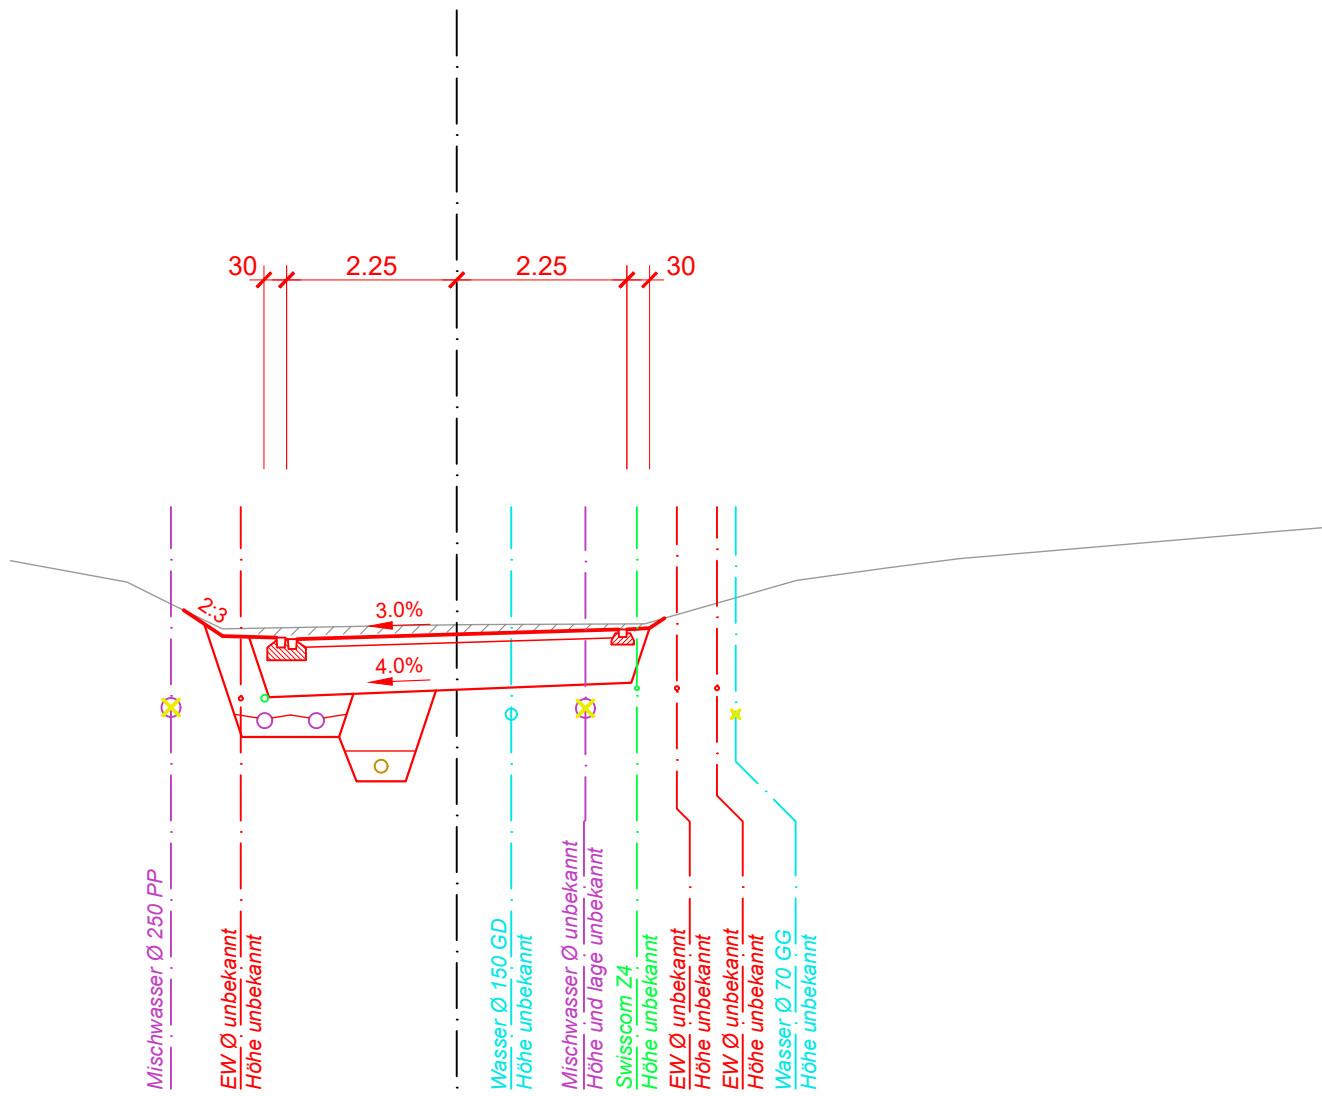 30
2.25
2.25
30
2:3
3.0%
4.0%
Mischwasser Ø 250 PP
EW Ø unbekannt
Höhe unbekannt
Wasser Ø 150 GD
Höhe unbekannt
Mischwasser Ø unbekannt
Höhe und lage unbekannt
Swisscom Z4
Höhe unbekannt
EW Ø unbekannt
Höhe unbekannt
EW Ø unbekannt
Höhe unbekannt
Wasser Ø 70 GG
Höhe unbekannt